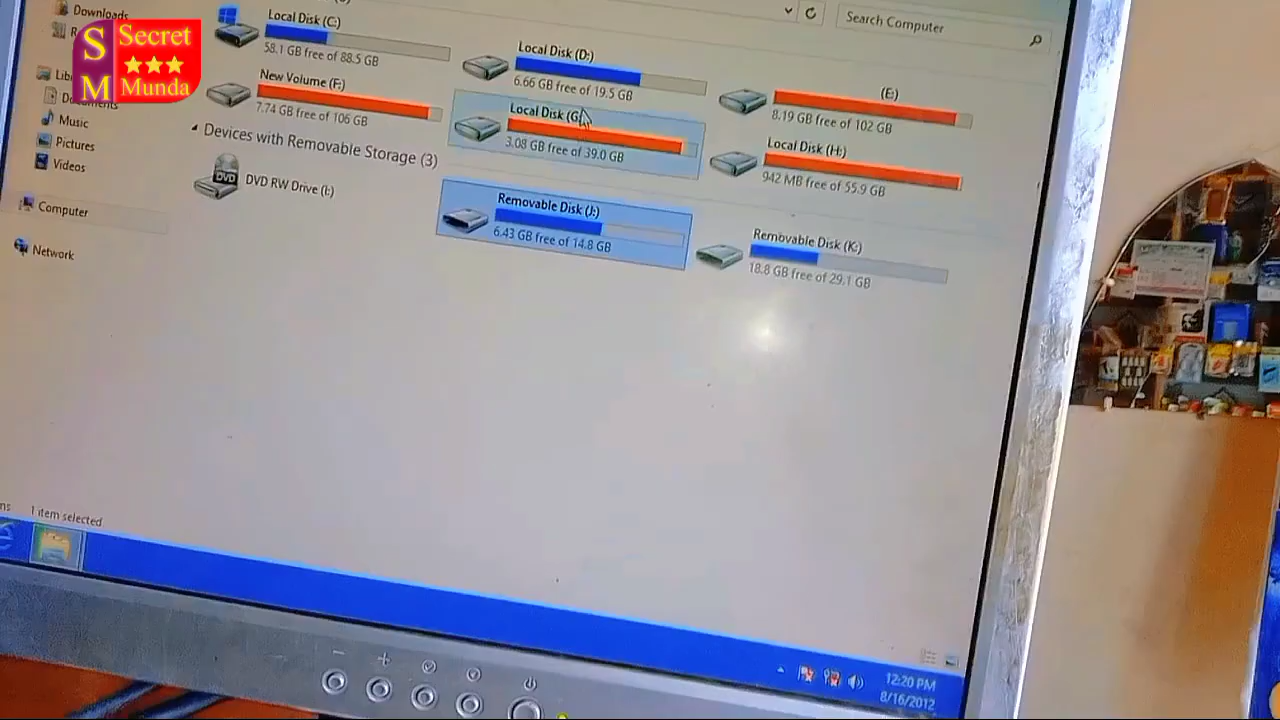 Downloads
S M
Secret
Munda
Documents
Music
Pictures
Videos
Computer
Network
Search Computer
Local Disk (C:)
58.1 GB free of 88.5 GB
Local Disk (D:)
6.66 GB free of 19.5 GB
(E:)
8.19 GB free of 102 GB
New Volume (F:)
7.74 GB free of 106 GB
Local Disk (G:)
3.08 GB free of 39.0 GB
Local Disk (H:)
942 MB free of 55.9 GB
Devices with Removable Storage (3)
DVD
DVD RW Drive (I:)
Removable Disk (J:)
6.43 GB free of 14.8 GB
Removable Disk (K:)
18.8 GB free of 29.1 GB
1 item selected
12:20 PM
8/16/2012